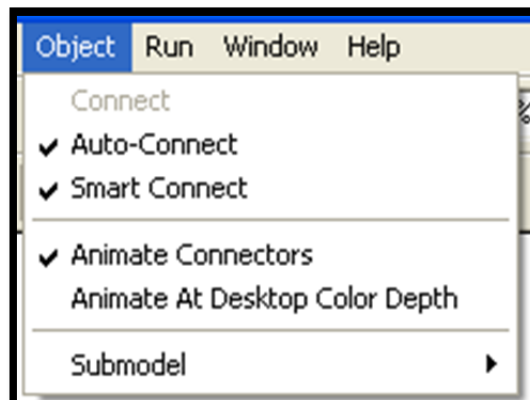 Object Run Window Help
Connect
Auto-Connect
Smart Connect
Animate Connectors
Animate At Desktop Color Depth
Submodel